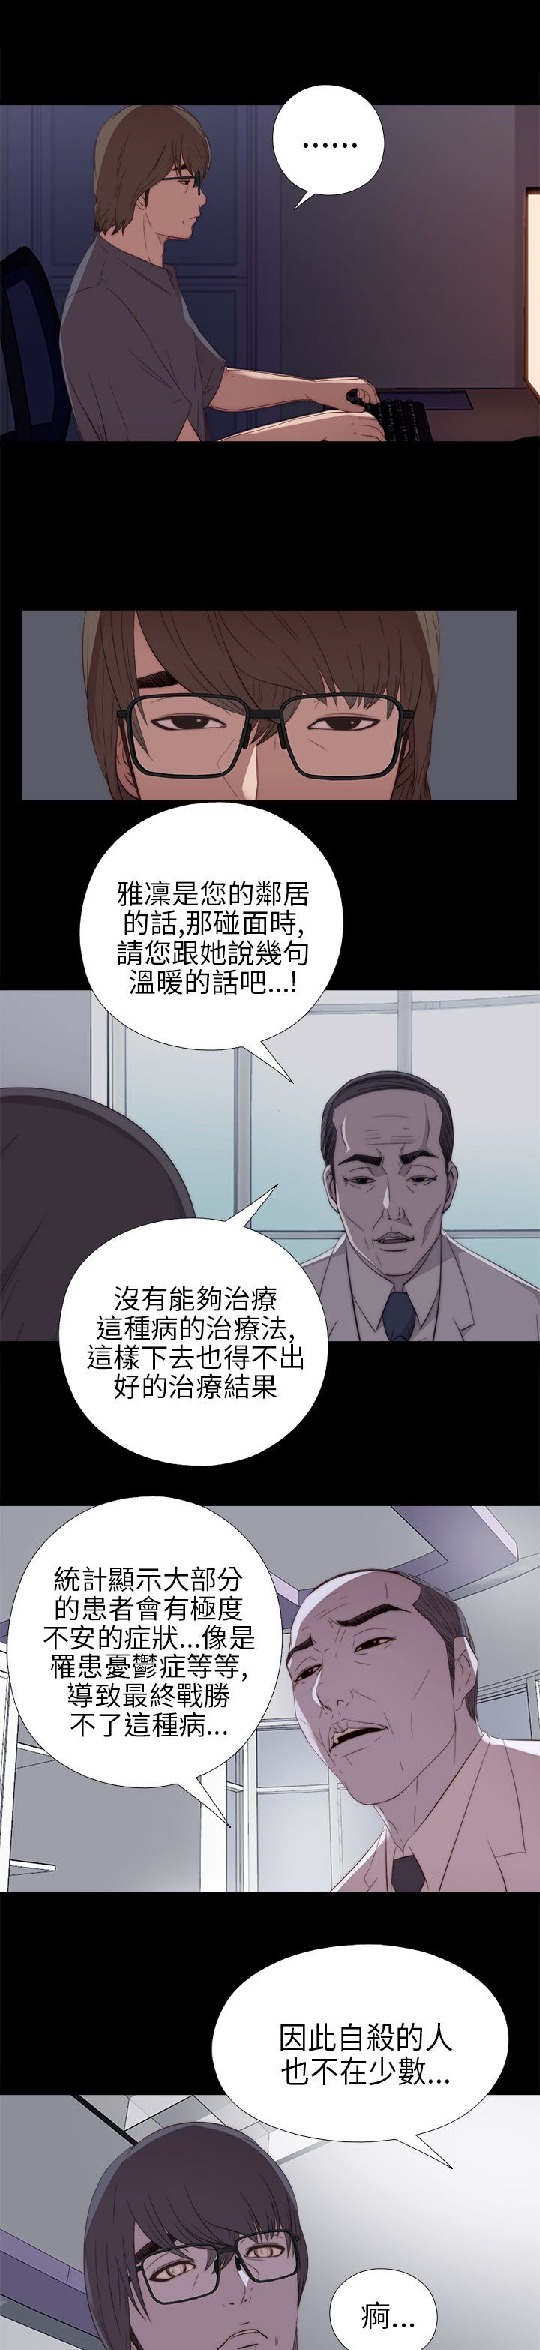 ……
雅凜是您的鄰居
的話,那碰面時,
請您跟她說幾句
溫暖的話吧...!
沒有能夠治療
這種病的治療法,
這樣下去也得不出
好的治療結果
統計顯示大部分
的患者會有極度
不安的症狀...像是
罹患憂鬱症等等,
導致最終戰勝
不了這種病...
因此自殺的人
也不在少數...
痾...